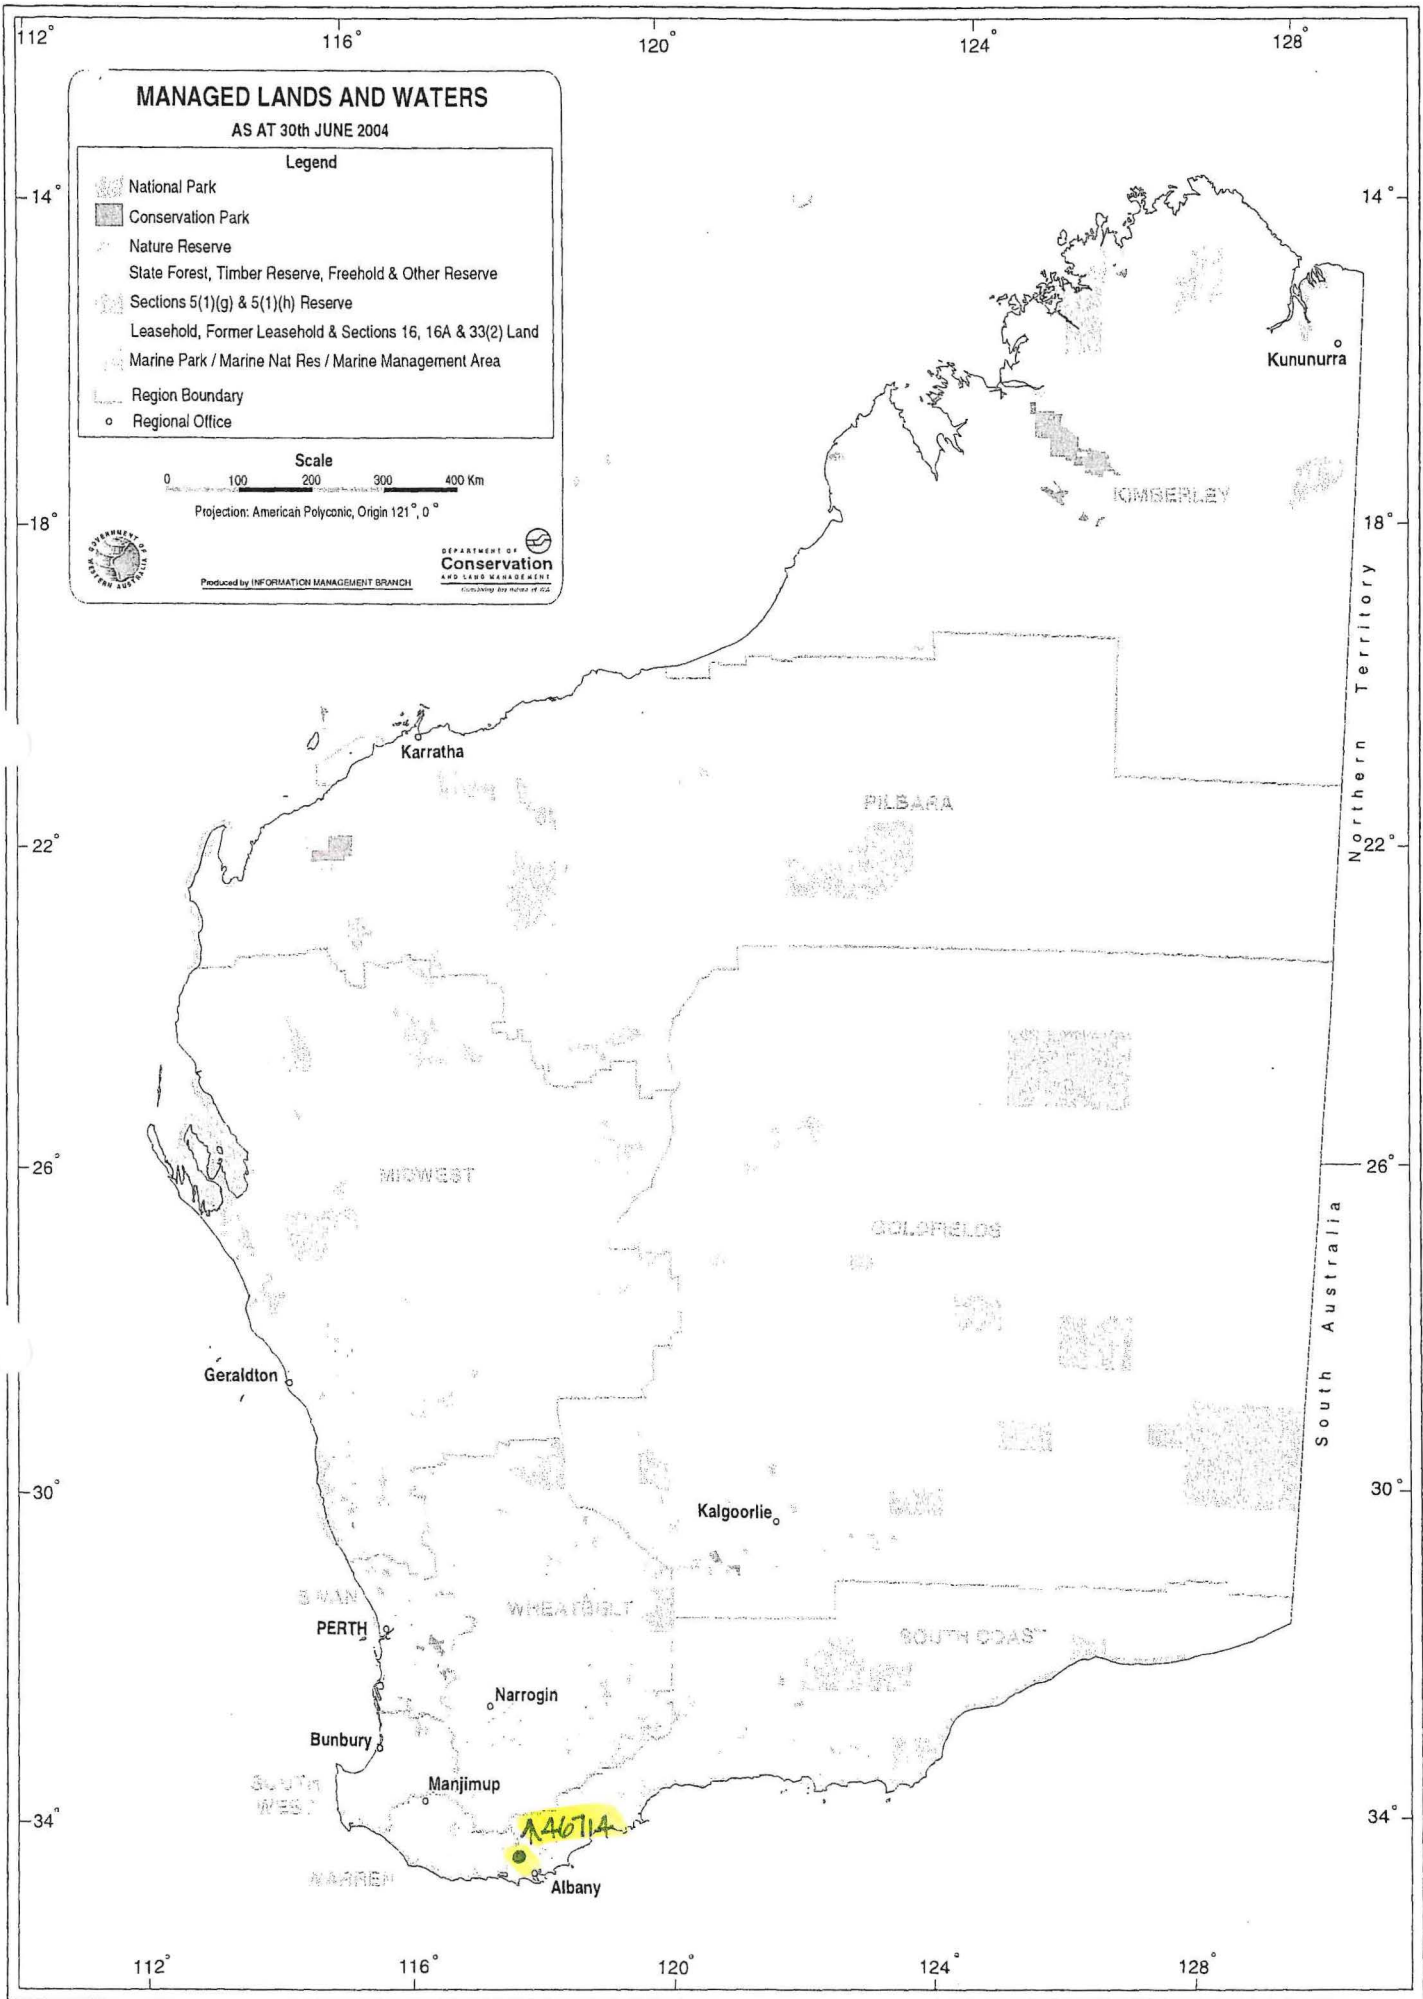 112° 116° 120° 124° 128°
MANAGED LANDS AND WATERS
AS AT 30th JUNE 2004
Legend
National Park
Conservation Park
Nature Reserve
State Forest, Timber Reserve, Freehold & Other Reserve
Sections 5(1)(g) & 5(1)(h) Reserve
Leasehold, Former Leasehold & Sections 16, 16A & 33(2) Land
Marine Park / Marine Nat Res / Marine Management Area
Region Boundary
Regional Office
Scale
0 100 200 300 400 Km
Projection: American Polyconic, Origin 121°, 0°
GOVERNMENT OF
WESTERN AUSTRALIA
DEPARTMENT OF
Conservation
AND LAND MANAGEMENT
Produced by INFORMATION MANAGEMENT BRANCH
14° 14°
Kununurra
KIMBERLEY
18° 18°
Northern Territory
Karratha
PILBARA
22° 22°
26° 26°
MIDWEST
GOLDFIELDS
South Australia
Geraldton
30° 30°
Kalgoorlie
SWAN
WHEATBELT
PERTH
SOUTH COAST
Narrogin
Bunbury
SOUTH
WEST
Manjimup
34° 34°
A46714
WARREN
Albany
112° 116° 120° 124° 128°